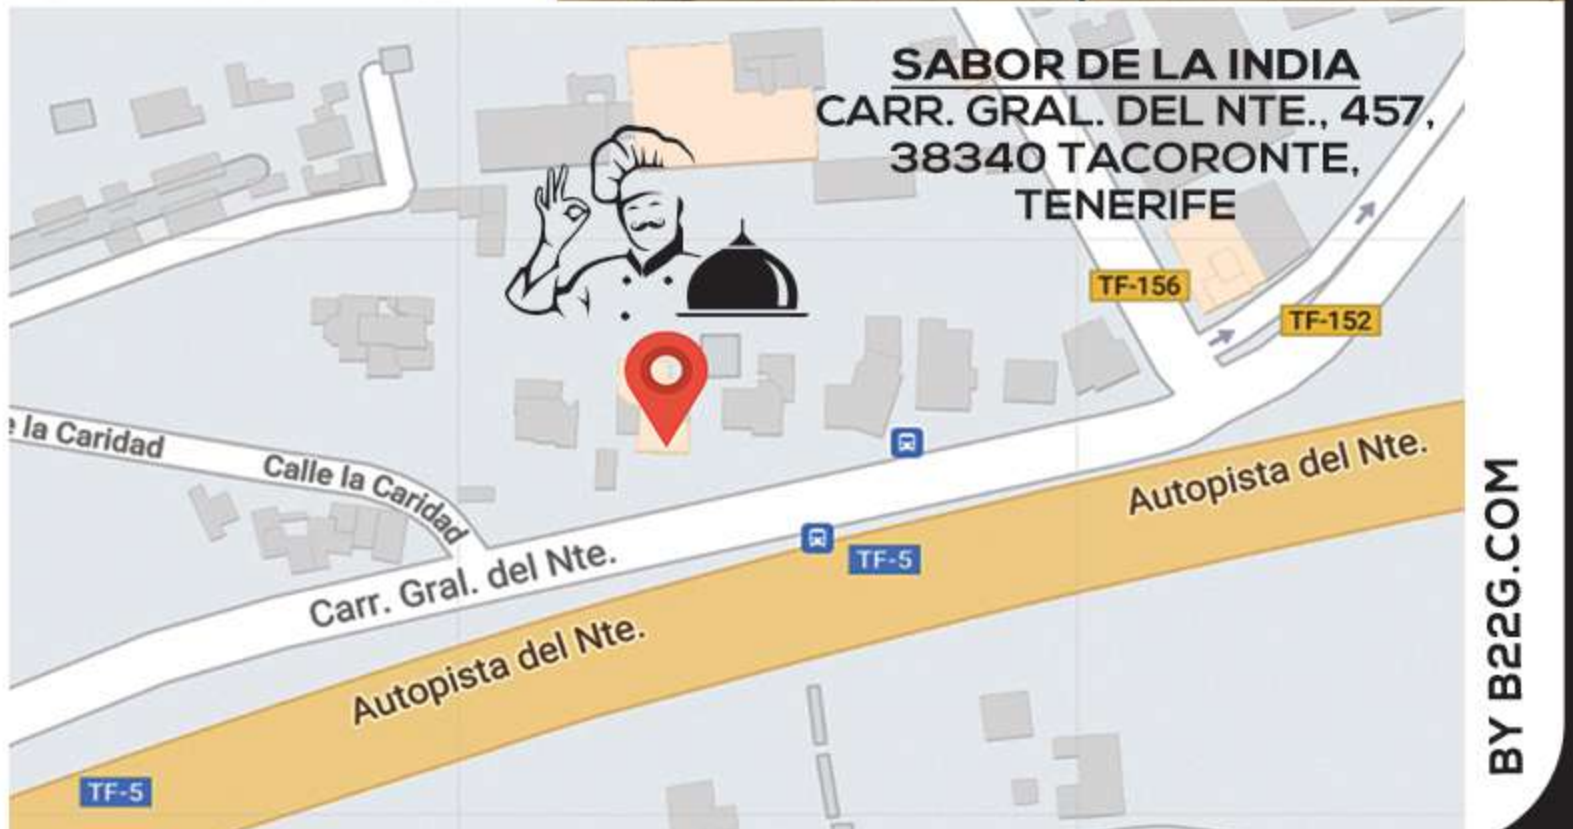 SABOR DE LA INDIA
CARR. GRAL. DEL NTE., 457,
38340 TACORONTE,
TENERIFE
TF-156
TF-152
la Caridad
Calle la Caridad
Autopista del Nte.
Carr. Gral. del Nte.
TF-5
Autopista del Nte.
TF-5
BY B22G.COM